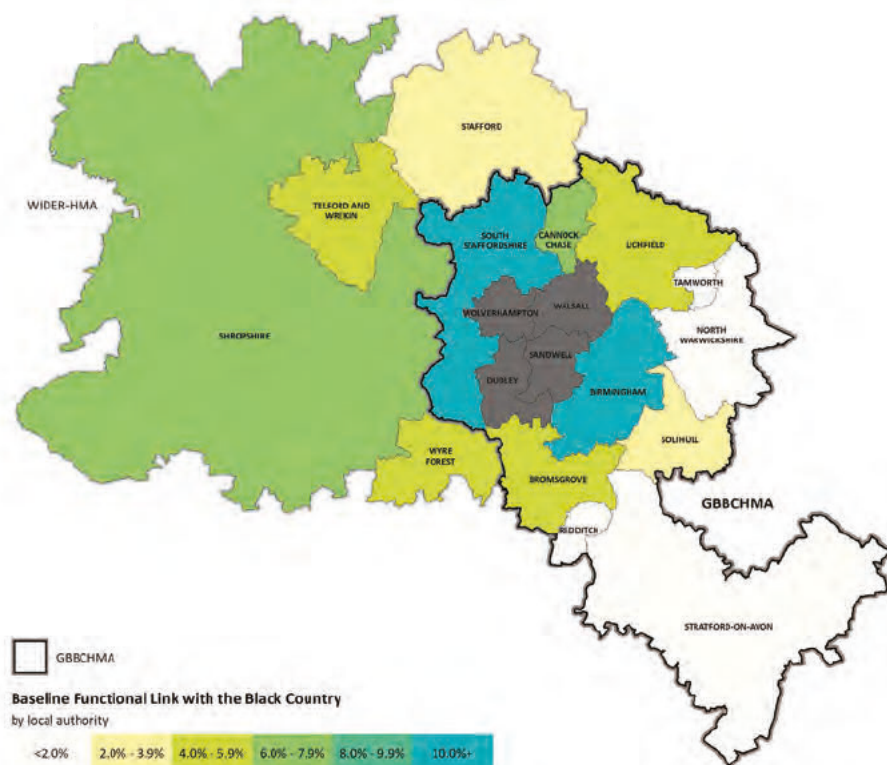 STAFFORD
WIDER-HMA
TELFORD AND
WREKIN
SOUTH
STAFFORDSHIRE
CANNOCK
CHASE
LICHFIELD
TAMWORTH
WOLVERHAMPTON
WALSALL
NORTH
WARWICKSHIRE
SHROPSHIRE
SANDWELL
DUDLEY
BIRMINGHAM
SOLIHULL
WYRE
FOREST
BROMSGROVE
GBBCHMA
REDDITCH
STRATFORD-ON-AVON
GBBCHMA
Baseline Functional Link with the Black Country
by local authority
<2.0% 2.0% - 3.9% 4.0% - 5.9% 6.0% - 7.9% 8.0% - 9.9% 10.0%+